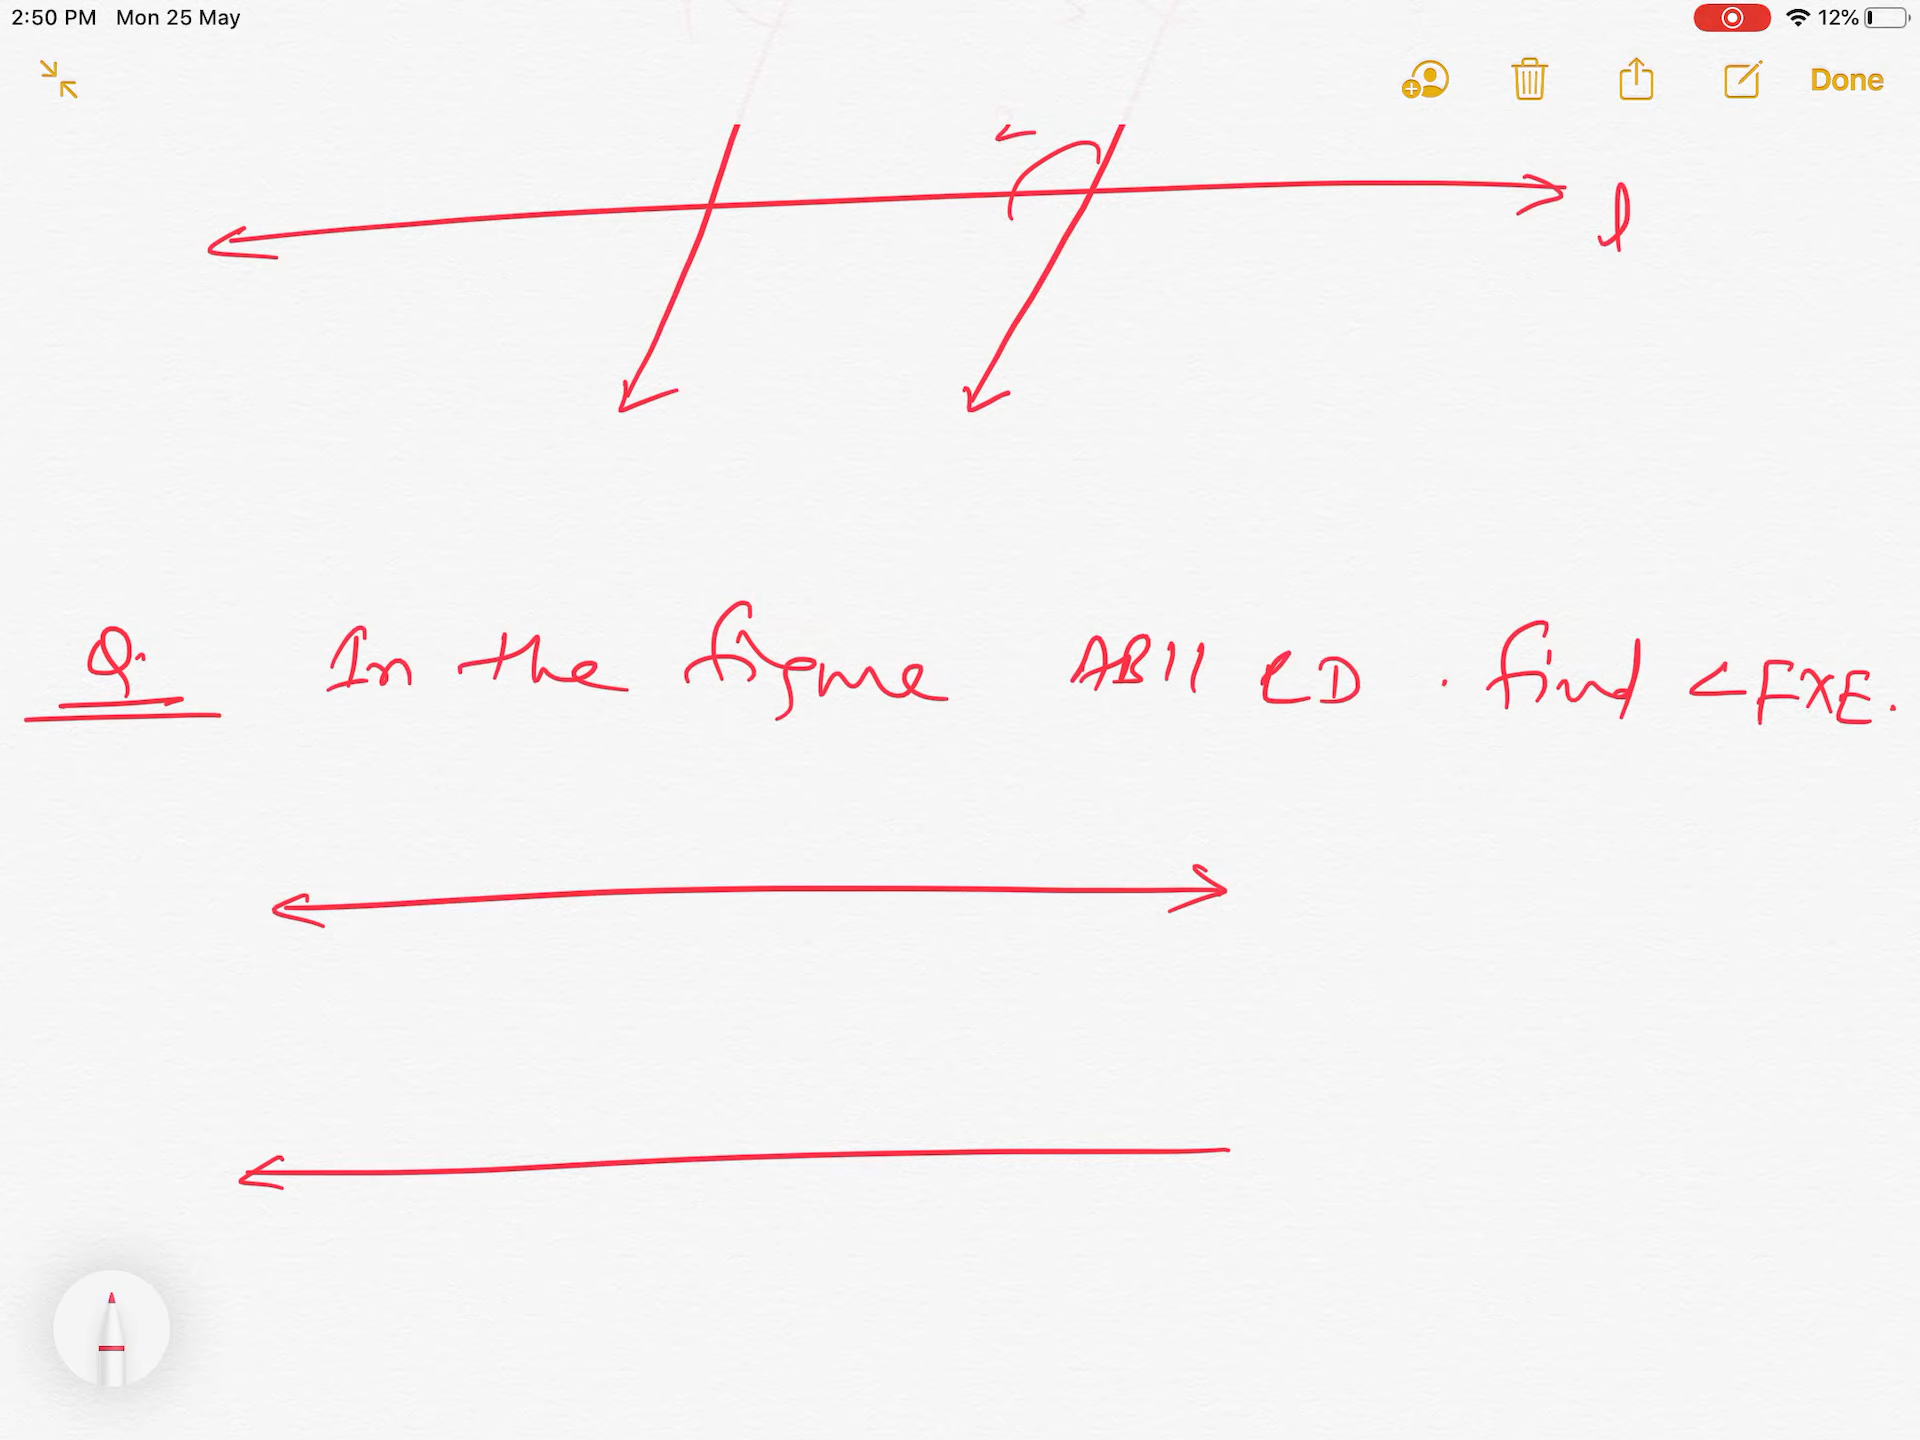 2:50 PM Mon 25 May 12%
Done
l
Q. In the figure AB || CD . find <FXE.